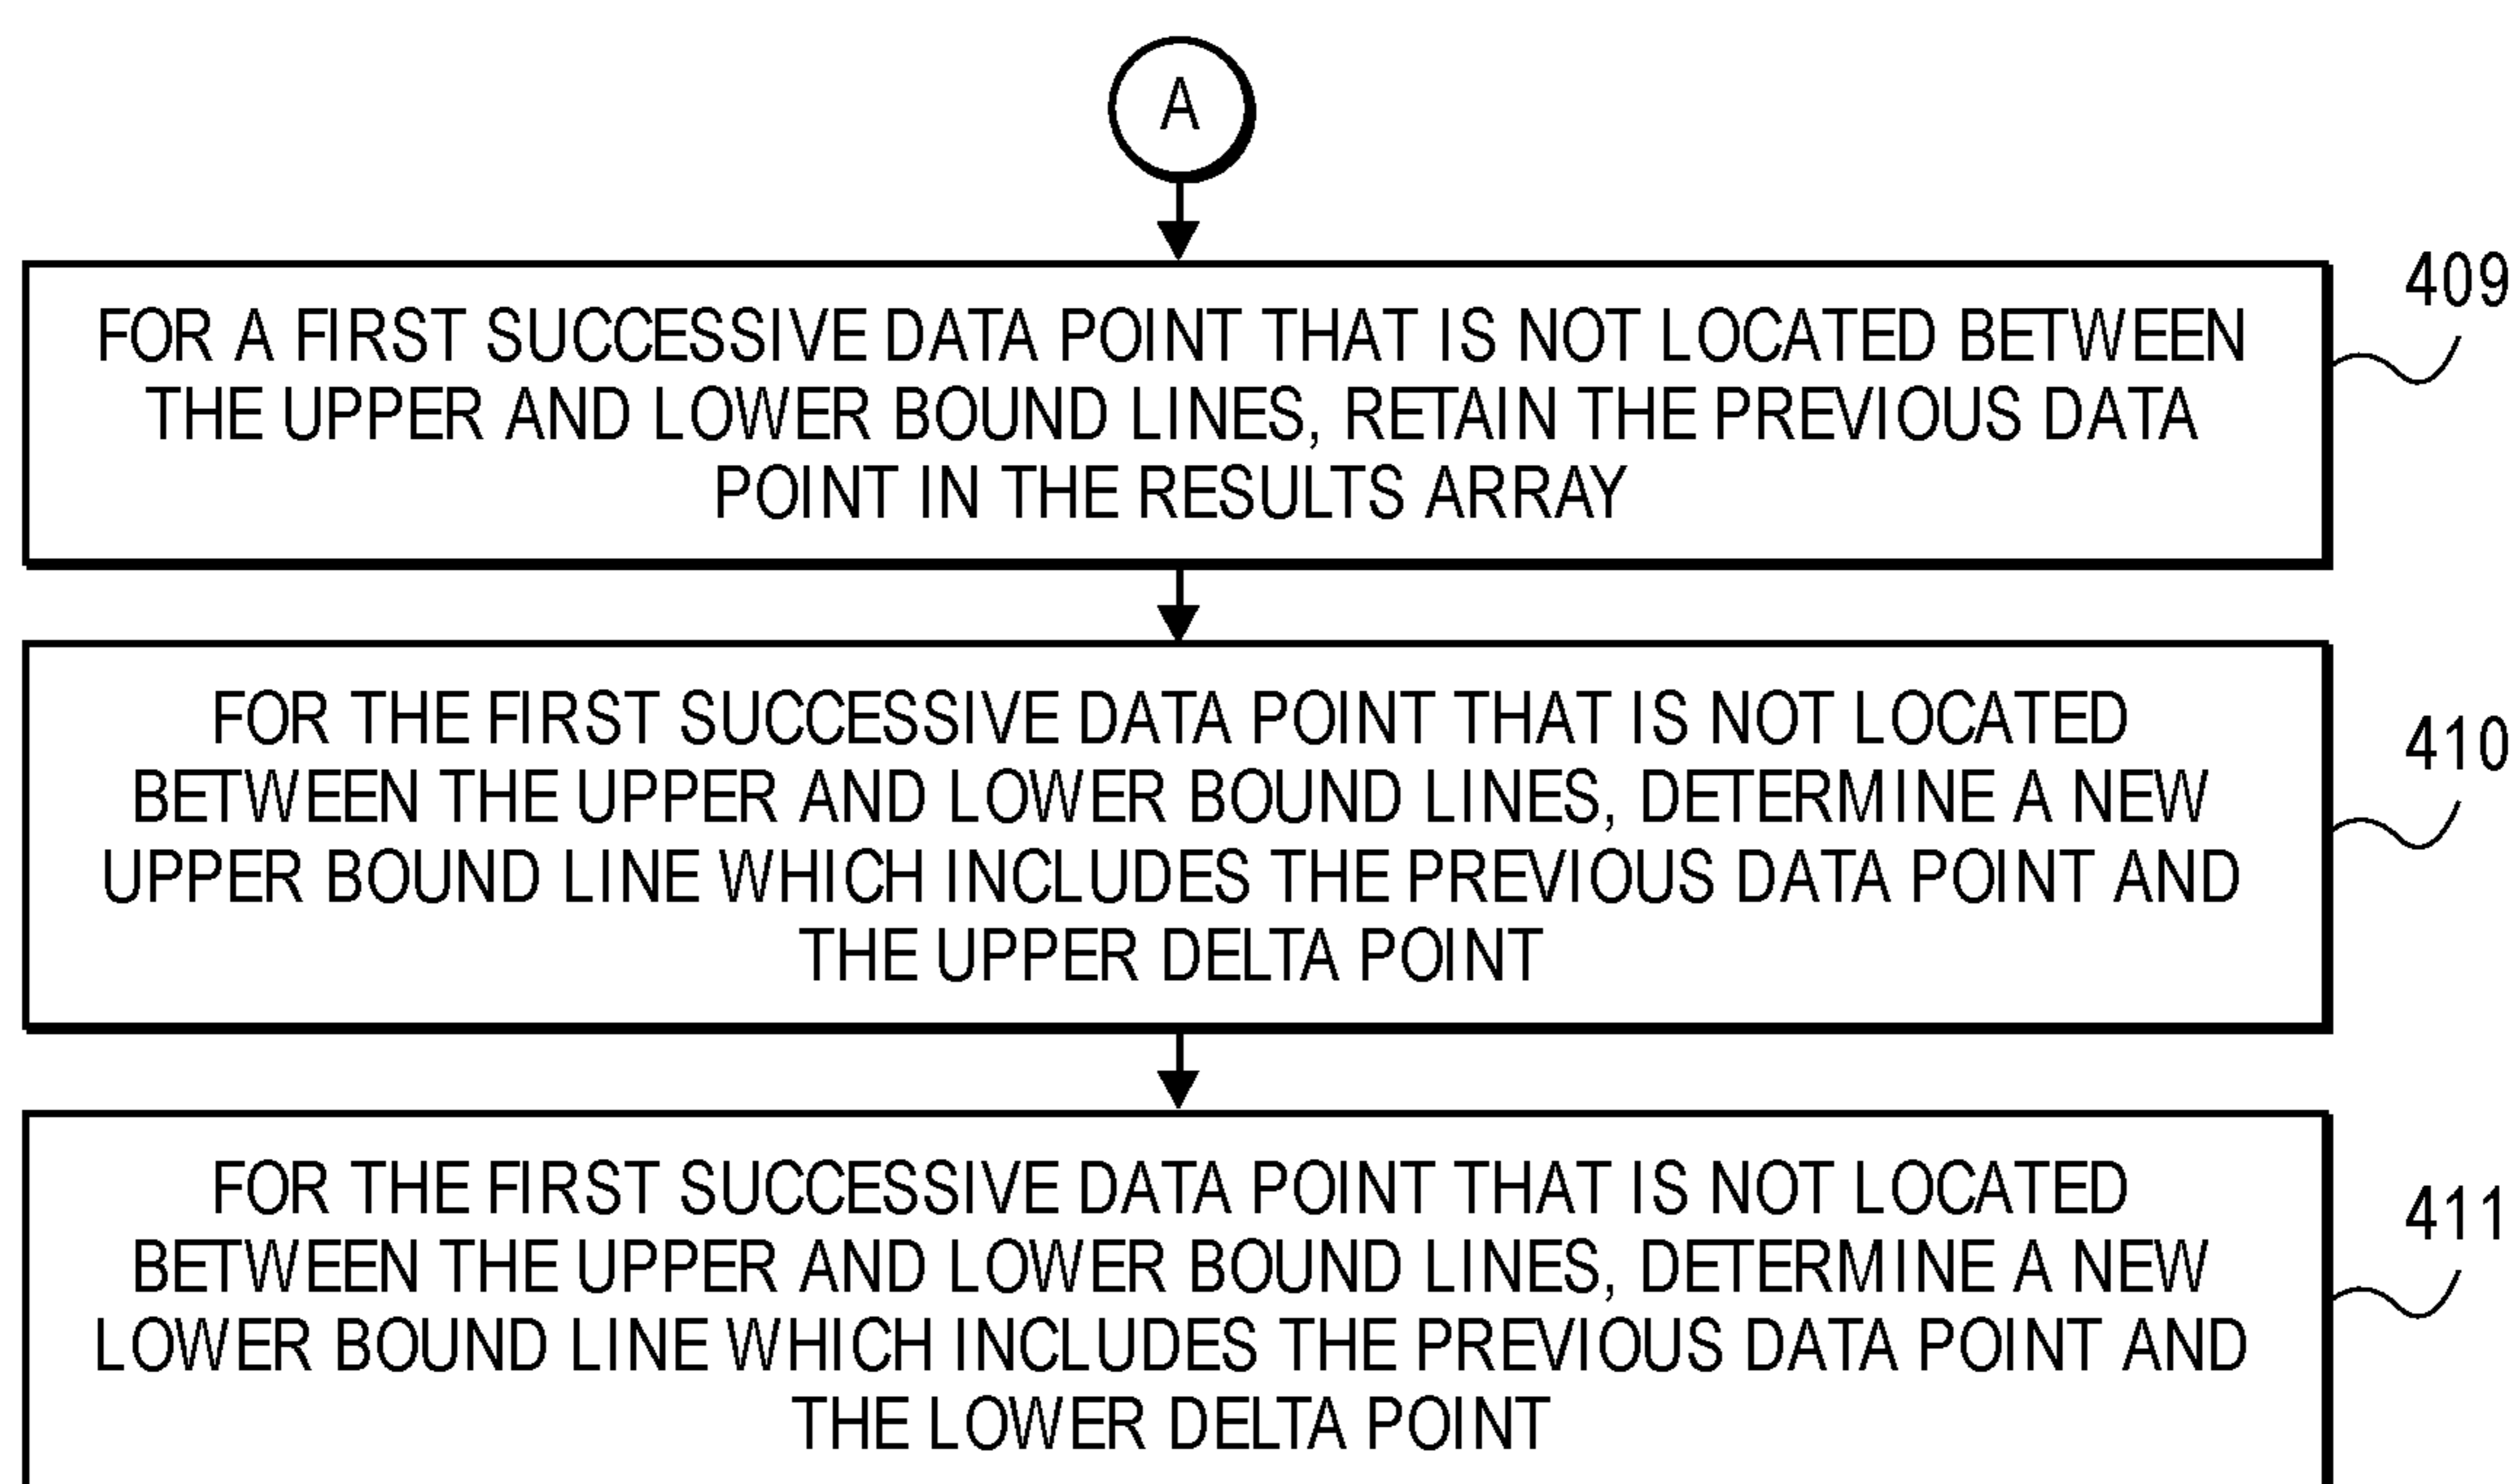 A
409
FOR A FIRST SUCCESSIVE DATA POINT THAT IS NOT LOCATED BETWEEN
THE UPPER AND LOWER BOUND LINES, RETAIN THE PREVIOUS DATA
POINT IN THE RESULTS ARRAY
410
FOR THE FIRST SUCCESSIVE DATA POINT THAT IS NOT LOCATED
BETWEEN THE UPPER AND LOWER BOUND LINES, DETERMINE A NEW
UPPER BOUND LINE WHICH INCLUDES THE PREVIOUS DATA POINT AND
THE UPPER DELTA POINT
411
FOR THE FIRST SUCCESSIVE DATA POINT THAT IS NOT LOCATED
BETWEEN THE UPPER AND LOWER BOUND LINES, DETERMINE A NEW
LOWER BOUND LINE WHICH INCLUDES THE PREVIOUS DATA POINT AND
THE LOWER DELTA POINT